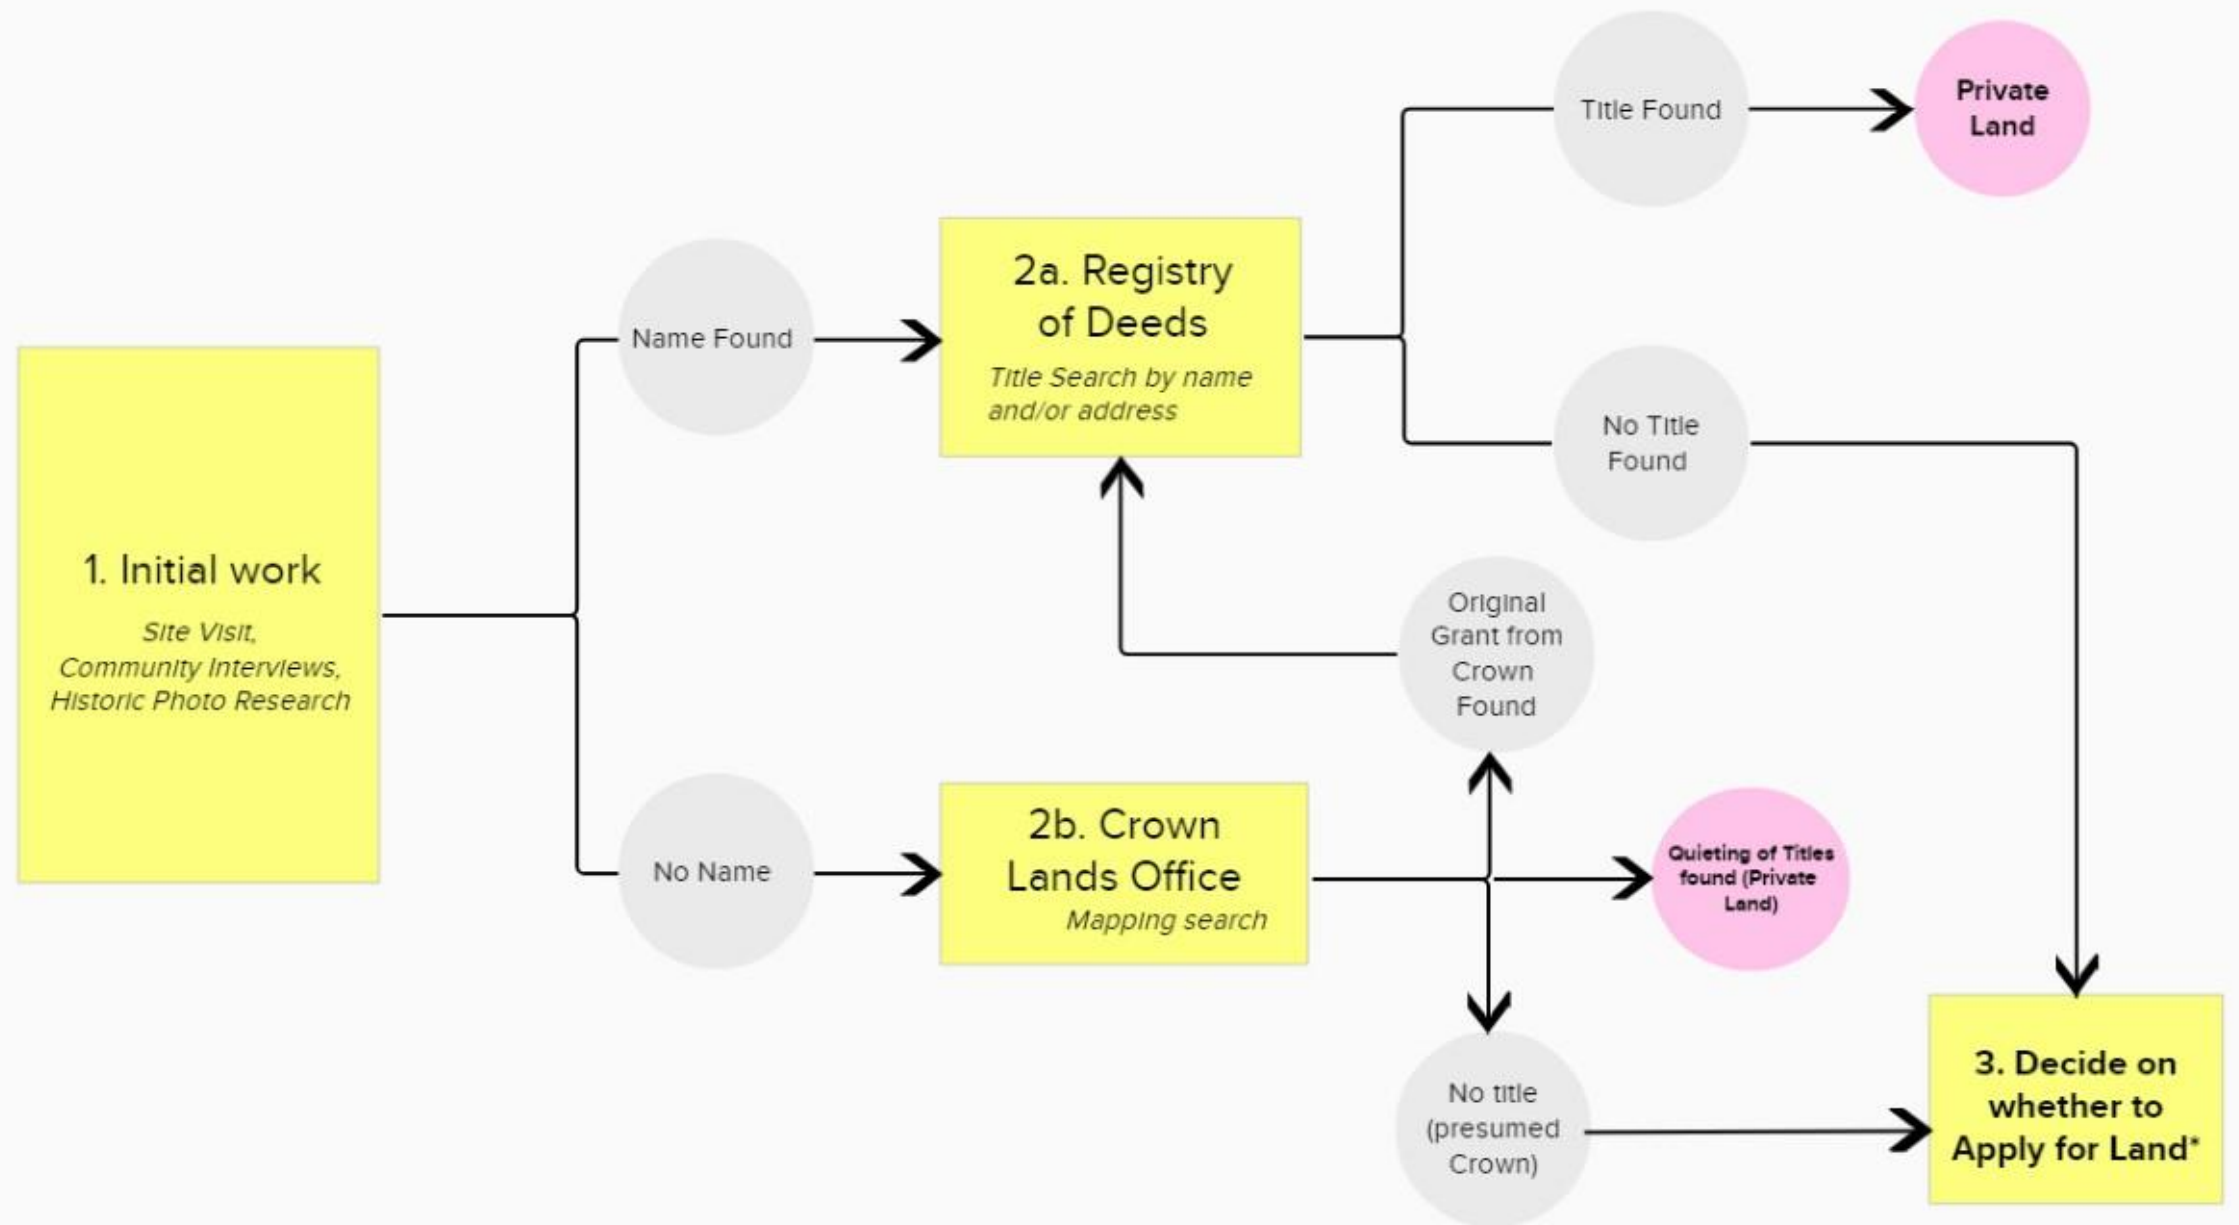 1. Initial work
Site Visit,
Community Interviews,
Historic Photo Research
Name Found
No Name
2a. Registry
of Deeds
Title Search by name
and/or address
2b. Crown
Lands Office
Mapping search
Title Found
Private
Land
No Title
Found
Original
Grant from
Crown
Found
Quieting of Titles
found (Private
Land)
No title
(presumed
Crown)
3. Decide on
whether to
Apply for Land*